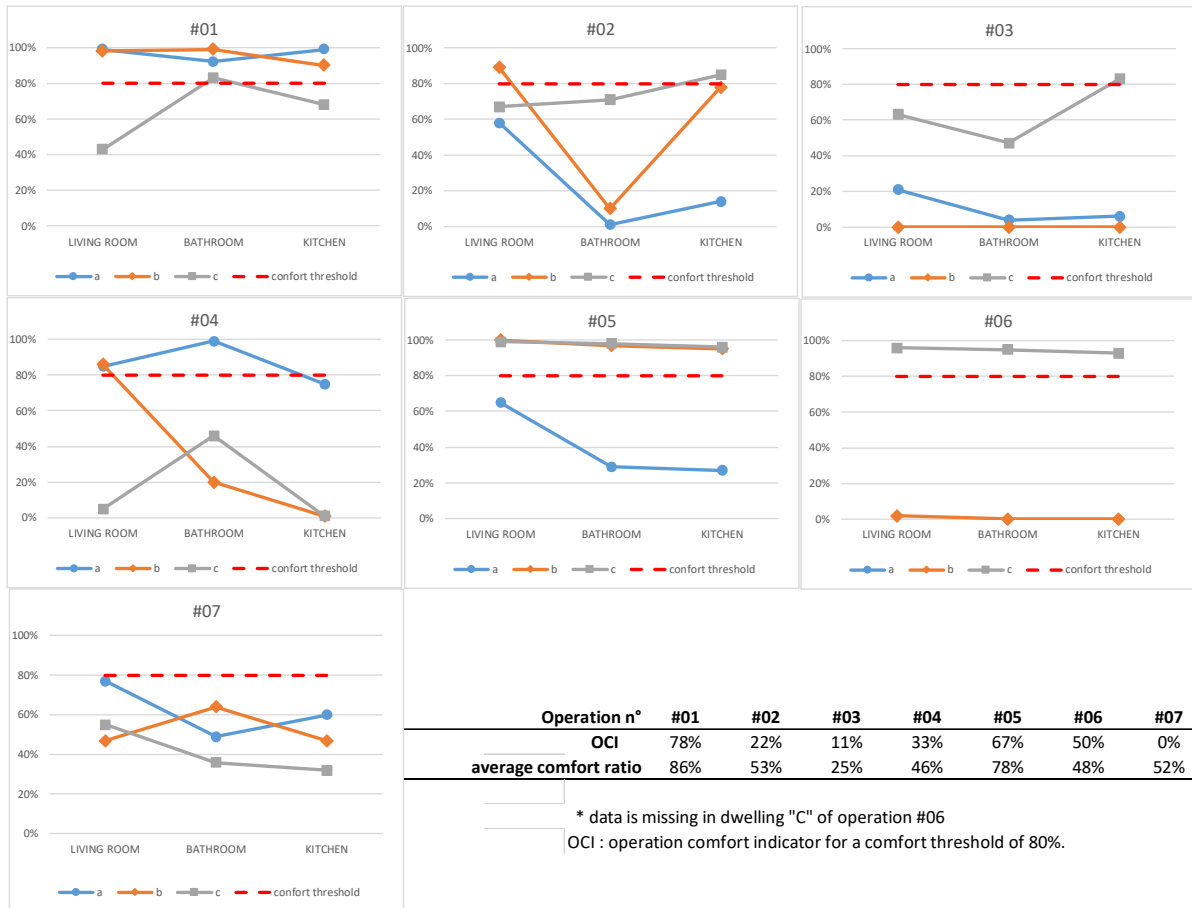 #01
100%
80%
60%
40%
20%
0%
LIVING ROOM BATHROOM KITCHEN
a b c confort threshold
#02
100%
80%
60%
40%
20%
0%
LIVING ROOM BATHROOM KITCHEN
a b c confort threshold
#03
100%
80%
60%
40%
20%
0%
LIVING ROOM BATHROOM KITCHEN
a b c confort threshold
#04
100%
80%
60%
40%
20%
0%
LIVING ROOM BATHROOM KITCHEN
a b c confort threshold
#05
100%
80%
60%
40%
20%
0%
LIVING ROOM BATHROOM KITCHEN
a b c confort threshold
#06
100%
80%
60%
40%
20%
0%
LIVING ROOM BATHROOM KITCHEN
a b c confort threshold
#07
100%
80%
60%
40%
20%
0%
LIVING ROOM BATHROOM KITCHEN
a b c confort threshold
Operation n° #01 #02 #03 #04 #05 #06 #07
OCI 78% 22% 11% 33% 67% 50% 0%
average comfort ratio 86% 53% 25% 46% 78% 48% 52%
* data is missing in dwelling "C" of operation #06
OCI : operation comfort indicator for a comfort threshold of 80%.